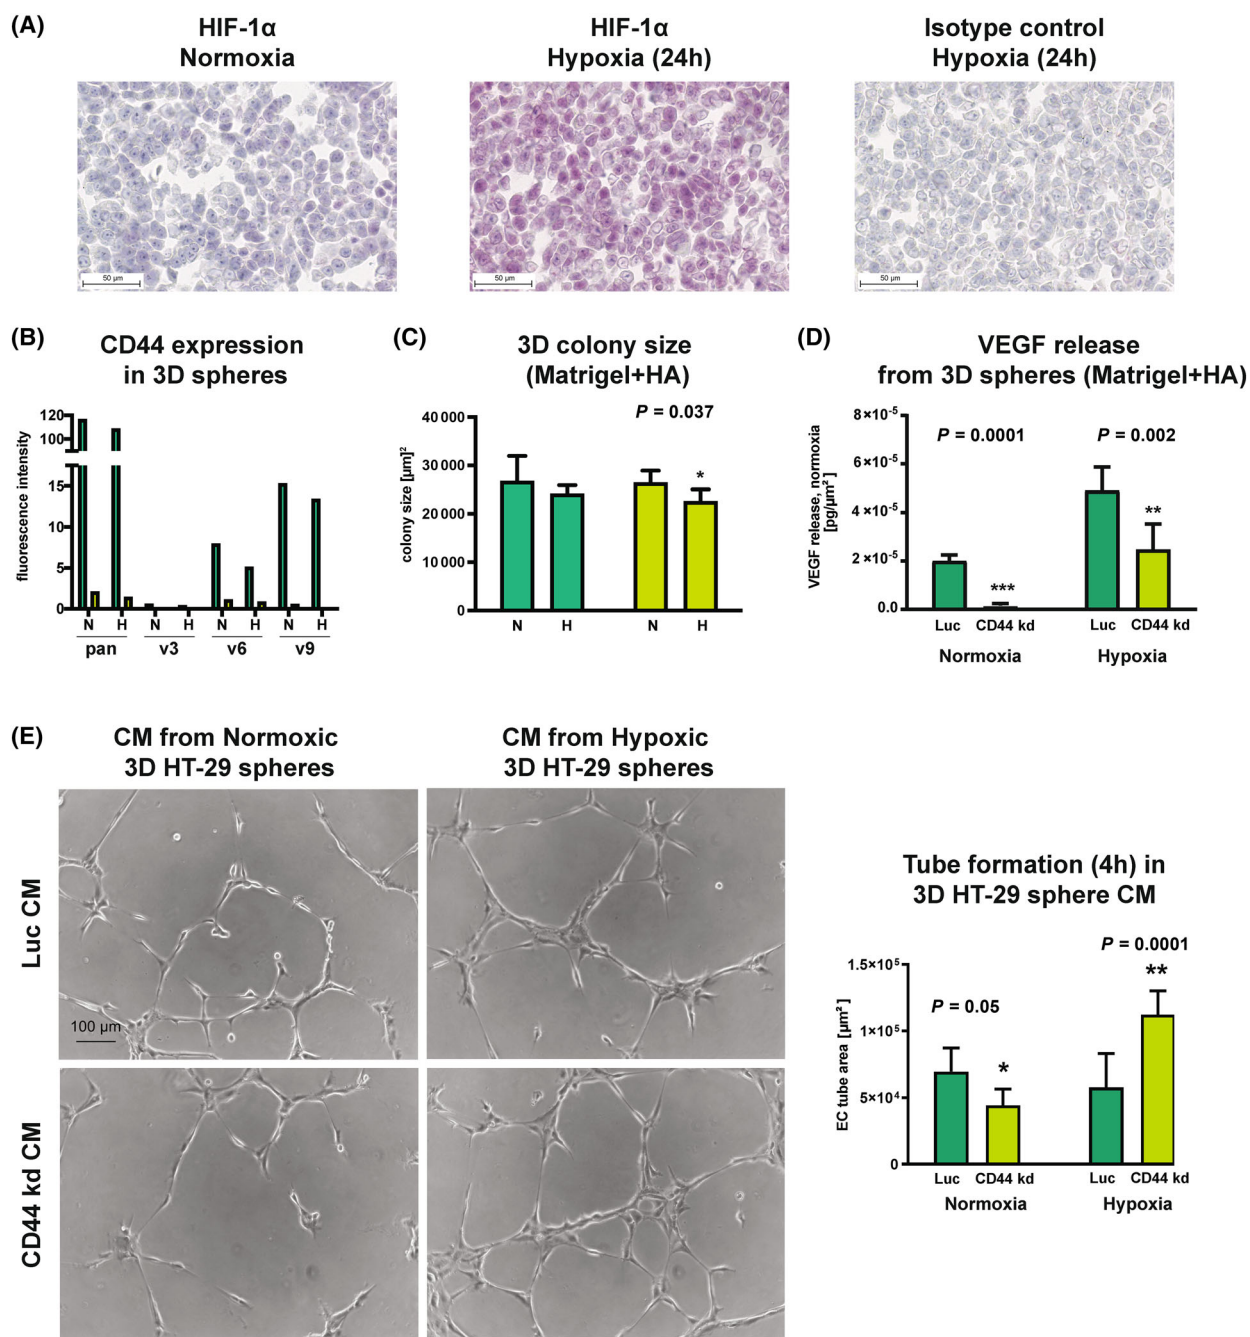 (A)
HIF-1α
Normoxia
HIF-1α
Hypoxia (24h)
Isotype control
Hypoxia (24h)
50 µm
50 µm
50 µm
(B)
CD44 expression
in 3D spheres
fluorescence intensity
120
100
15
10
5
0
N
H
N
H
N
H
N
H
pan
v3
v6
v9
(C)
3D colony size
(Matrigel+HA)
P = 0.037
colony size [µm]²
40 000
30 000
20 000
10 000
0
*
N
H
N
H
(D)
VEGF release
from 3D spheres (Matrigel+HA)
VEGF release, normoxia
[pg/µm²]
8×10⁻⁵
6×10⁻⁵
4×10⁻⁵
2×10⁻⁵
0.0
P = 0.0001
P = 0.002
***
**
Luc
CD44 kd
Luc
CD44 kd
Normoxia
Hypoxia
(E)
CM from Normoxic
3D HT-29 spheres
CM from Hypoxic
3D HT-29 spheres
Luc CM
100 µm
CD44 kd CM
Tube formation (4h) in
3D HT-29 sphere CM
P = 0.0001
P = 0.05
EC tube area [µm²]
1.5×10⁵
1×10⁵
5×10⁴
0
*
**
Luc
CD44 kd
Luc
CD44 kd
Normoxia
Hypoxia